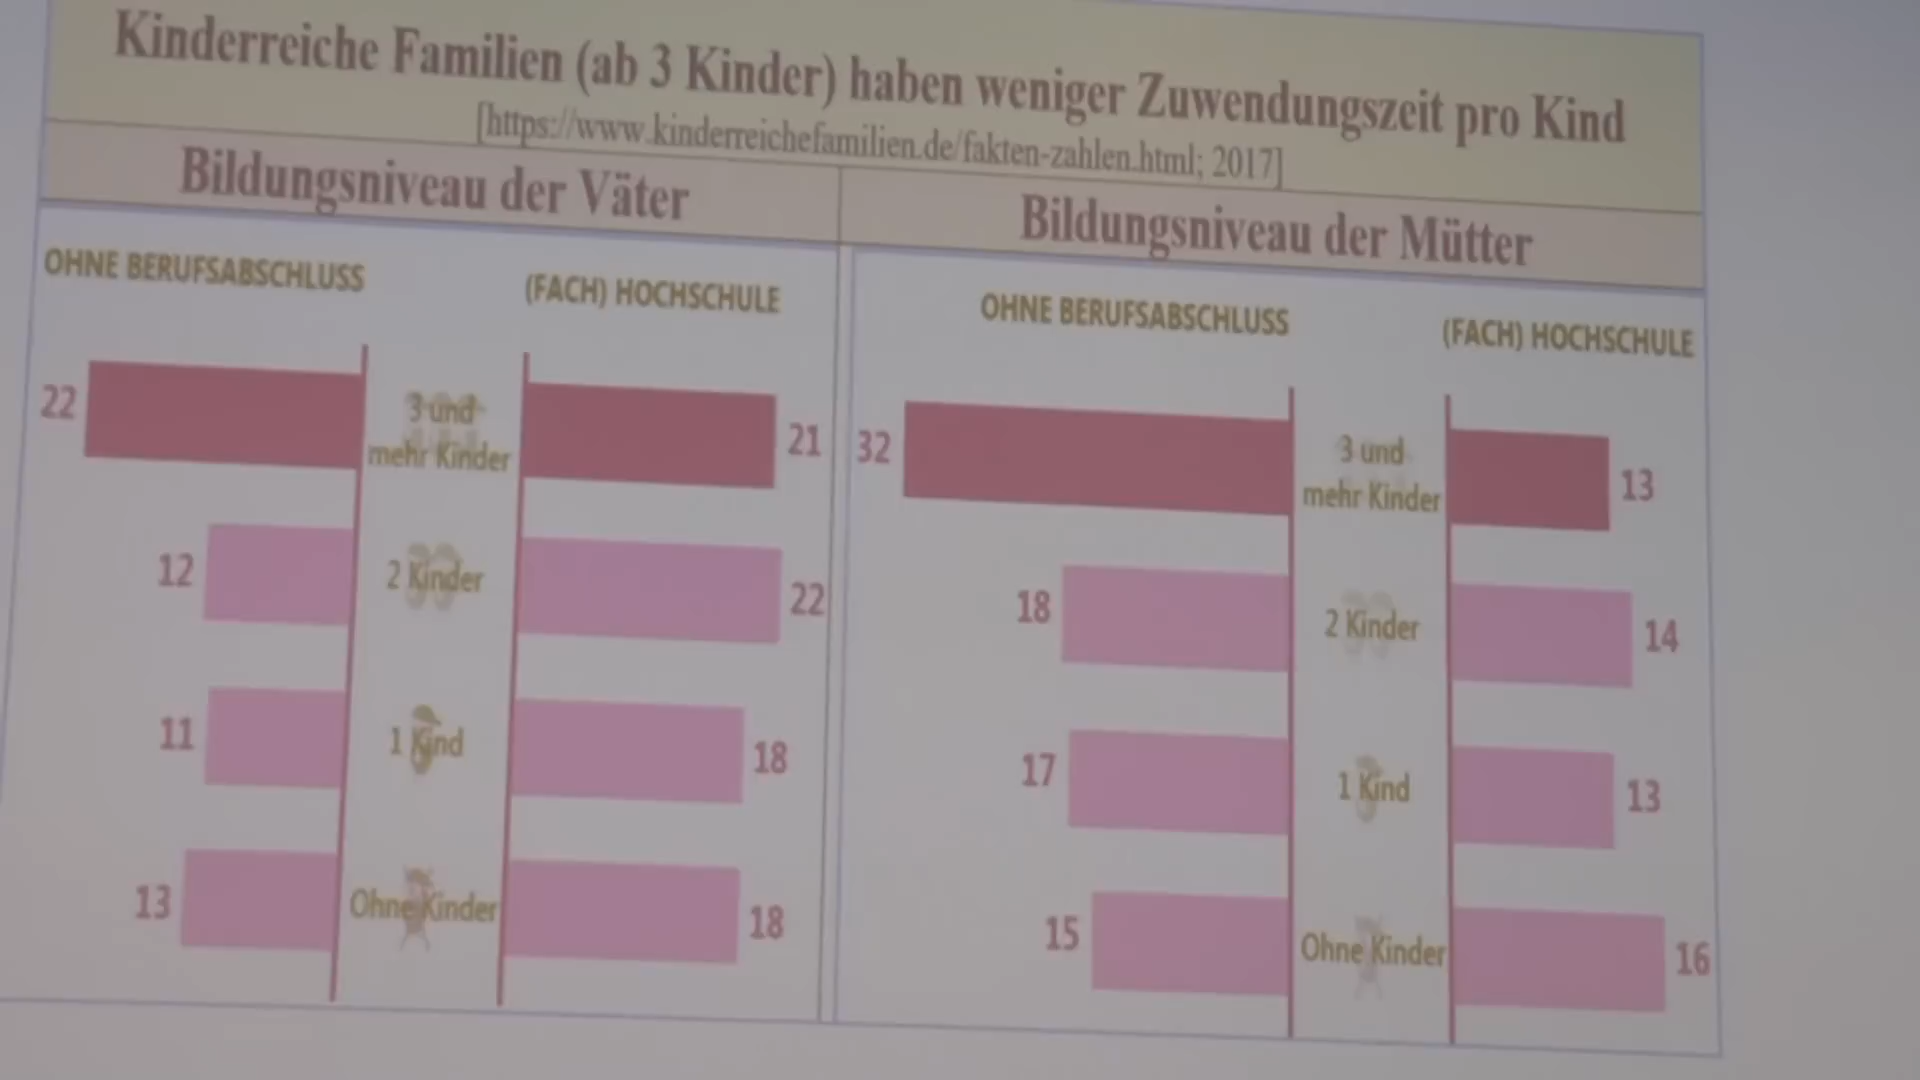 Kinderreiche Familien (ab 3 Kinder) haben weniger Zuwendungszeit pro Kind
[https://www.kinderreichefamilien.de/fakten-zahlen.html; 2017]
Bildungsniveau der Väter
OHNE BERUFSABSCHLUSS
(FACH) HOCHSCHULE
22
3 und
mehr Kinder
21
12
2 Kinder
22
11
1 Kind
18
13
Ohne Kinder
18
Bildungsniveau der Mütter
OHNE BERUFSABSCHLUSS
(FACH) HOCHSCHULE
32
3 und
mehr Kinder
13
18
2 Kinder
14
17
1 Kind
13
15
Ohne Kinder
16